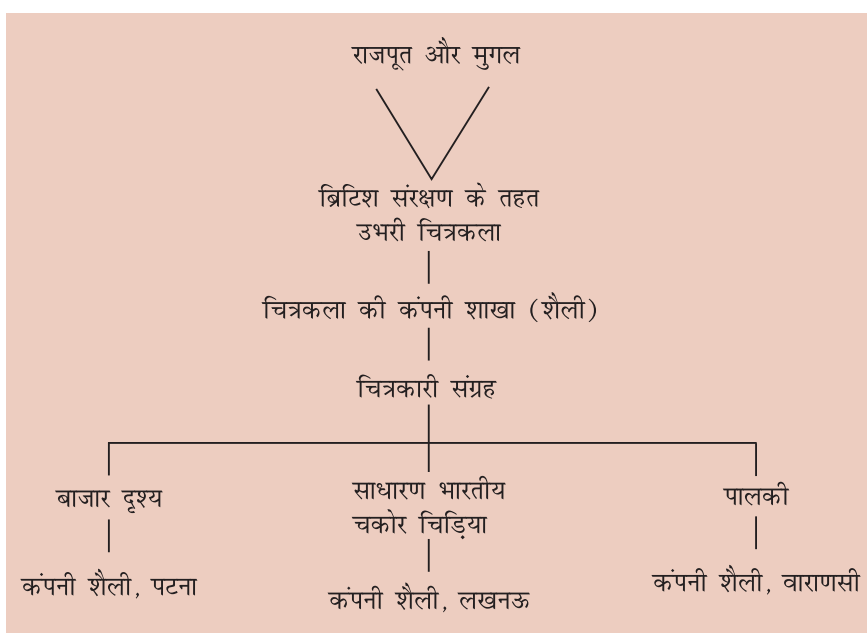 राजपूत और मुगल
ब्रिटिश संरक्षण के तहत
उभरी चित्रकला
चित्रकला की कंपनी शाखा (शैली)
चित्रकारी संग्रह
बाजार दृश्य
कंपनी शैली, पटना
साधारण भारतीय
चकोर चिड़िया
कंपनी शैली, लखनऊ
पालकी
कंपनी शैली, वाराणसी